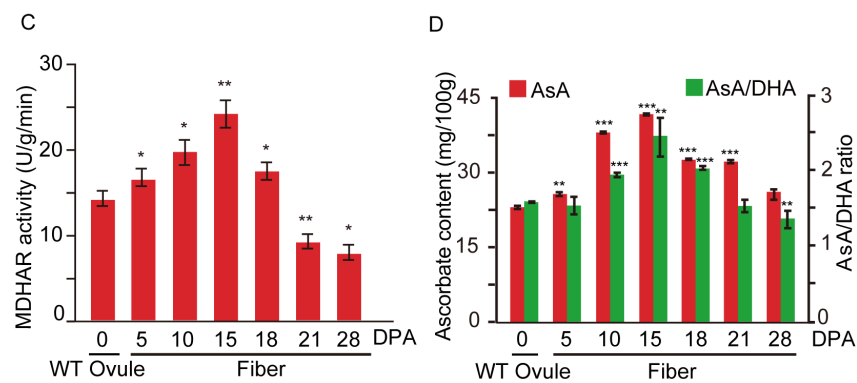 C
MDHAR activity (U/g/min)
30
20
10
0
*
*
**
*
**
*
0 5 10 15 18 21 28 DPA
WT Ovule Fiber
D
AsA AsA/DHA
Ascorbate content (mg/100g)
45
30
15
0
**
***
***
***
**
***
***
***
**
3
2
1
0
AsA/DHA ratio
0 5 10 15 18 21 28 DPA
WT Ovule Fiber